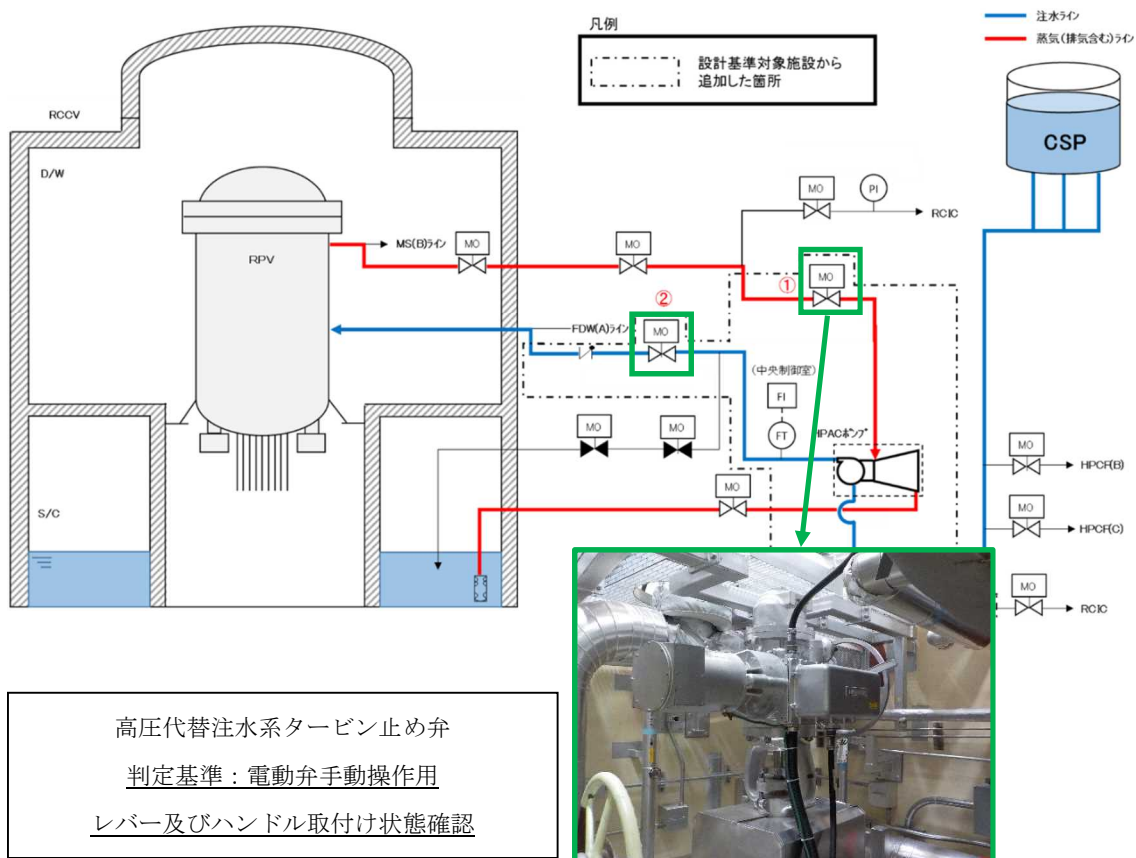 凡例
設計基準対象施設から
追加した箇所
注水ライン
蒸気(排気含む)ライン
CSP
RCCV
D/W
RPV
MS(B)ライン
MO
MO
MO
PI
RCIC
①
MO
②
MO
FDW(A)ライン
(中央制御室)
FI
FT
HPACポンプ
MO
MO
MO
S/C
MO
HPCF(B)
MO
HPCF(C)
MO
RCIC
高圧代替注水系タービン止め弁
判定基準：電動弁手動操作用
レバー及びハンドル取付け状態確認